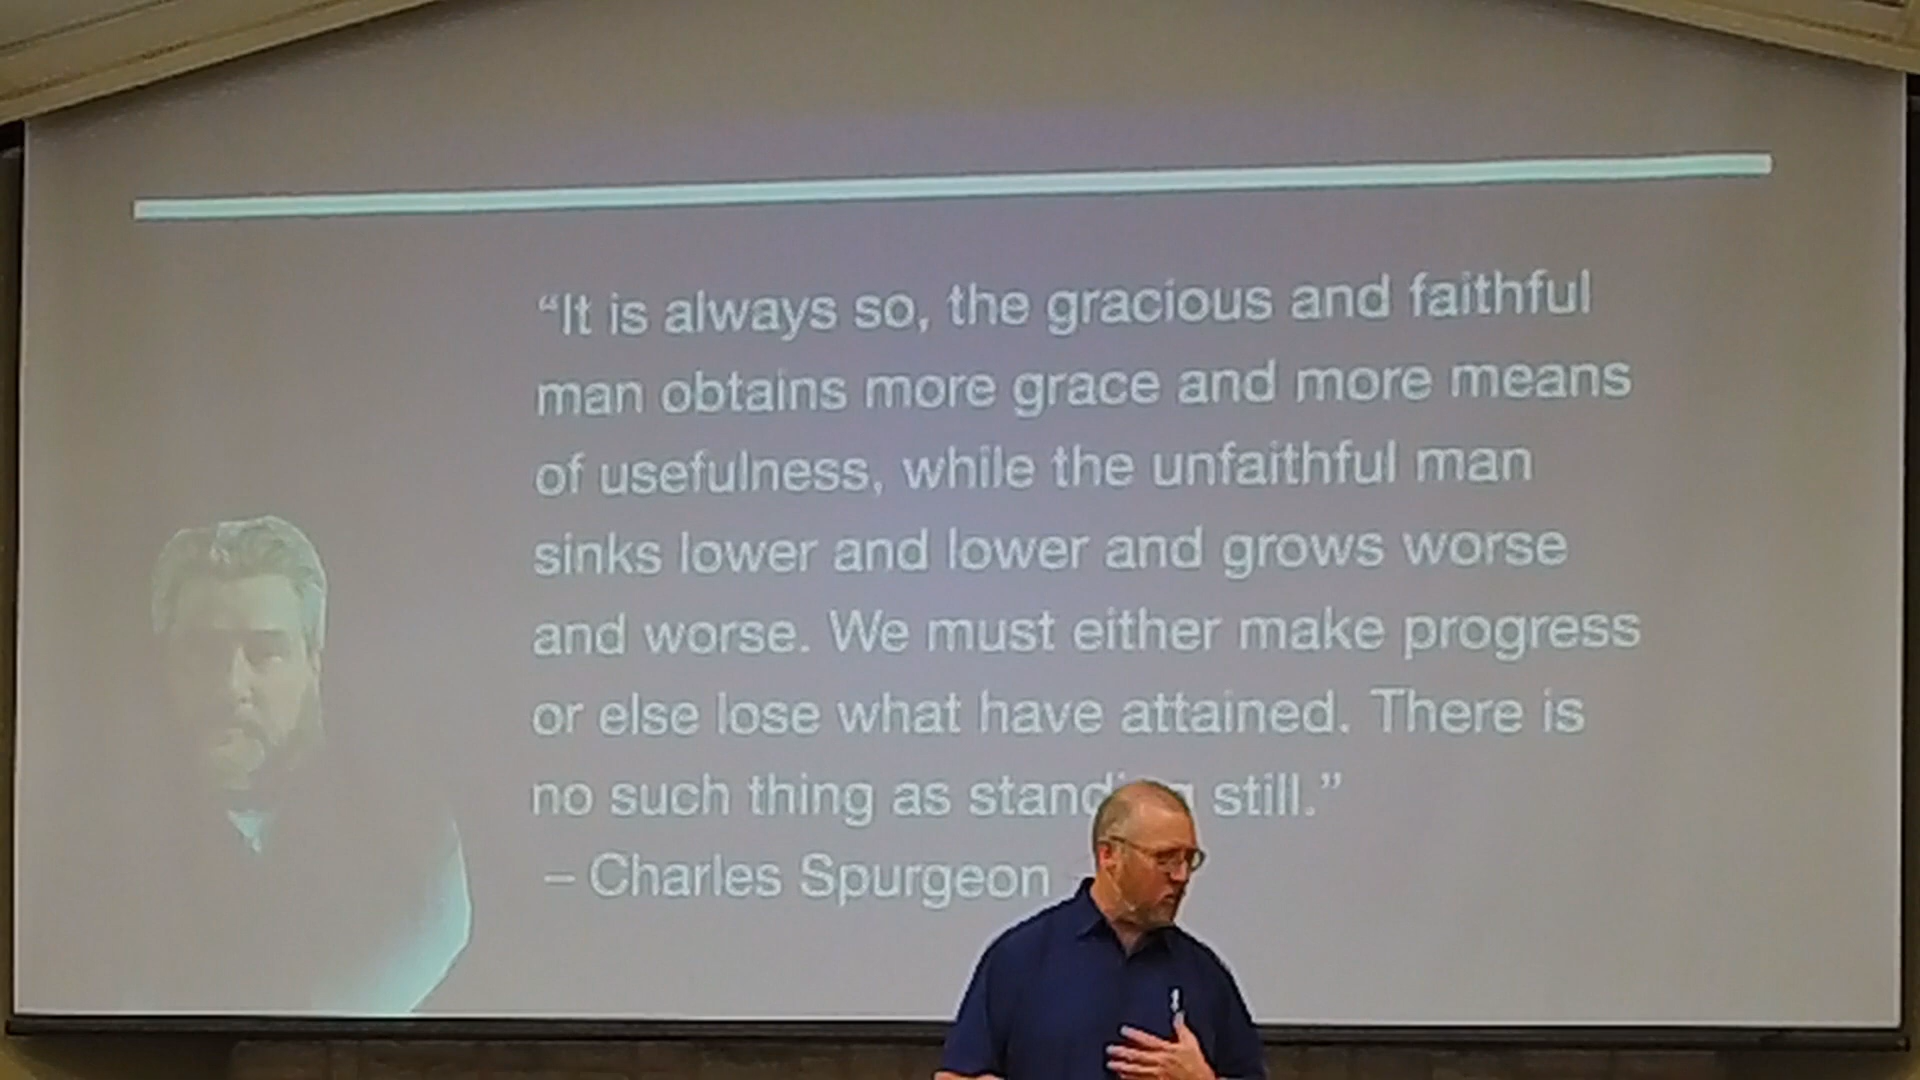 “It is always so, the gracious and faithful
man obtains more grace and more means
of usefulness, while the unfaithful man
sinks lower and lower and grows worse
and worse. We must either make progress
or else lose what have attained. There is
no such thing as standing still.”
– Charles Spurgeon